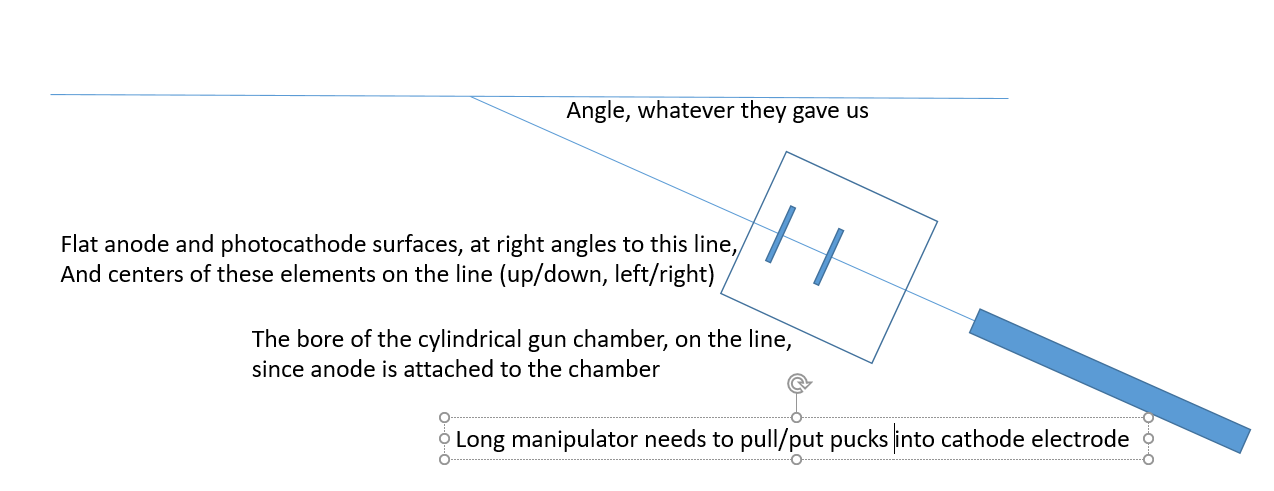 Angle, whatever they gave us
Flat anode and photocathode surfaces, at right angles to this line,
And centers of these elements on the line (up/down, left/right)
The bore of the cylindrical gun chamber, on the line,
since anode is attached to the chamber
Long manipulator needs to pull/put pucks into cathode electrode